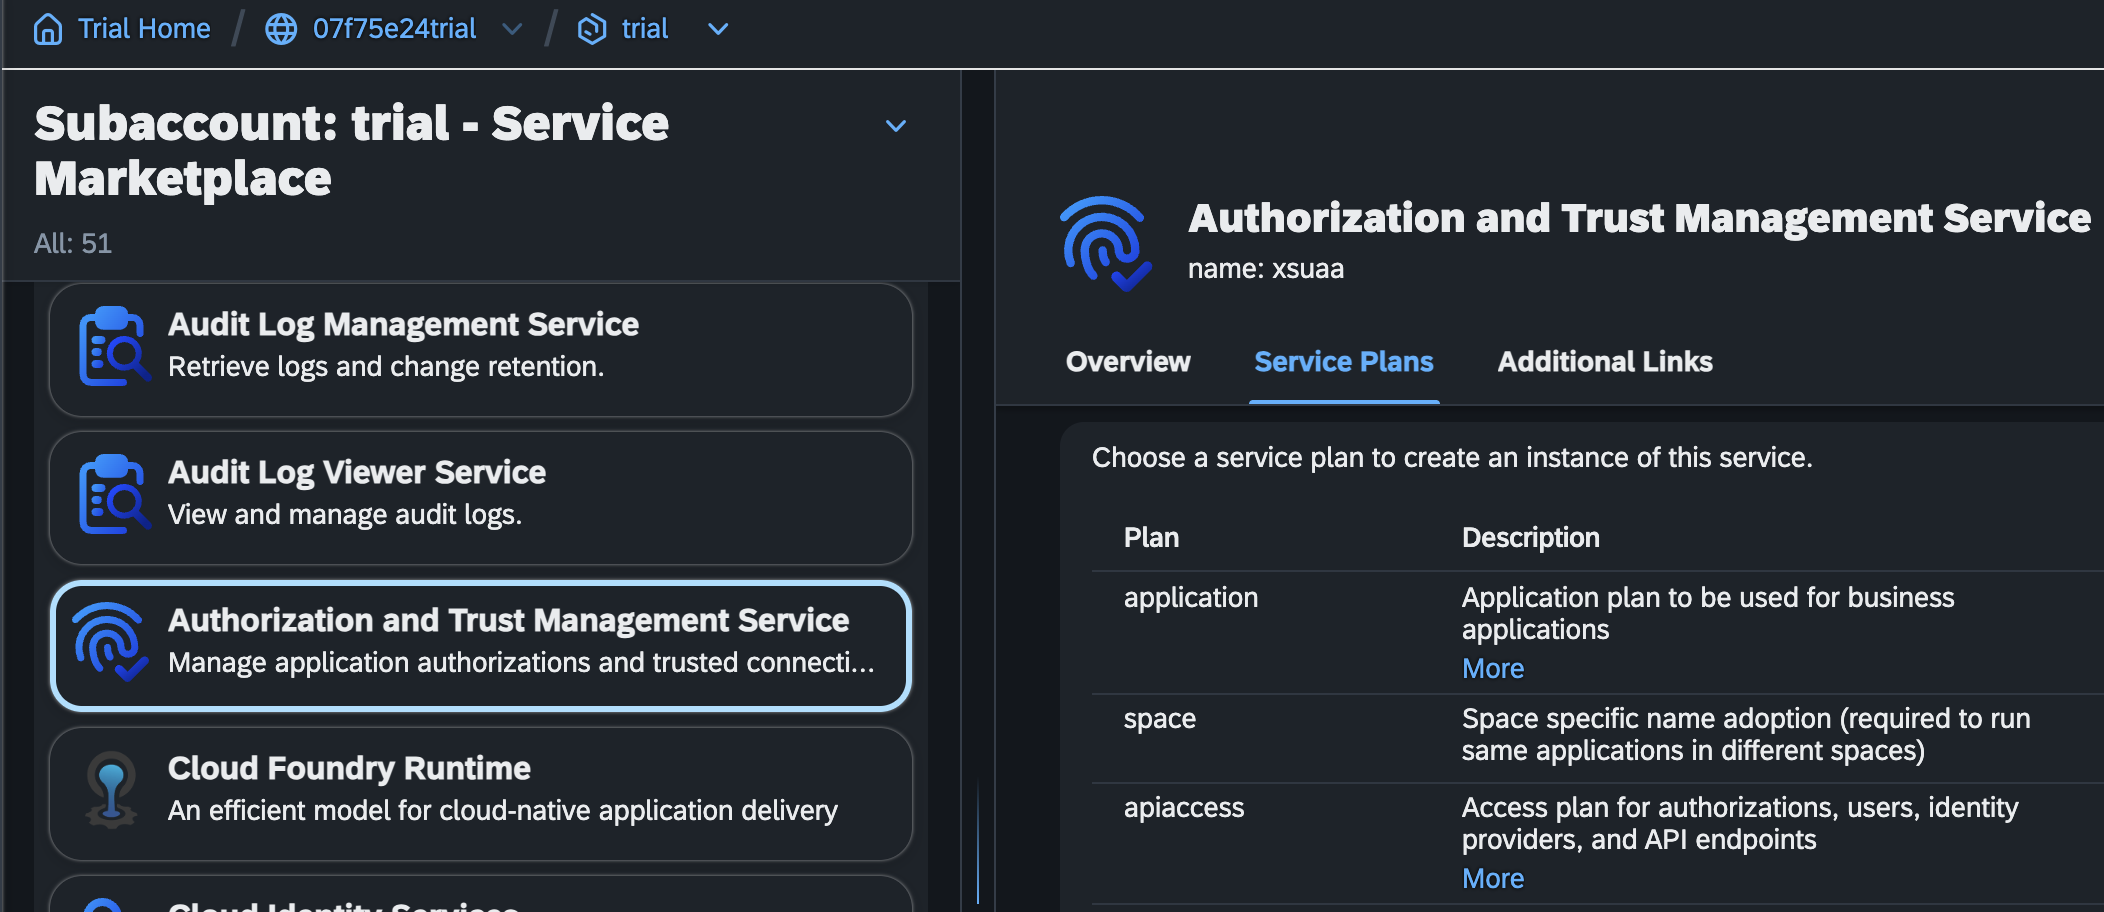 Trial Home / 07f75e24trial / trial
Subaccount: trial - Service
Marketplace
All: 51
Audit Log Management Service
Retrieve logs and change retention.
Audit Log Viewer Service
View and manage audit logs.
Authorization and Trust Management Service
Manage application authorizations and trusted connecti...
Cloud Foundry Runtime
An efficient model for cloud-native application delivery
Cloud Identity Services
Authorization and Trust Management Service
name: xsuaa
Overview Service Plans Additional Links
Choose a service plan to create an instance of this service.
Plan Description
application Application plan to be used for business
applications
More
space Space specific name adoption (required to run
same applications in different spaces)
apiaccess Access plan for authorizations, users, identity
providers, and API endpoints
More